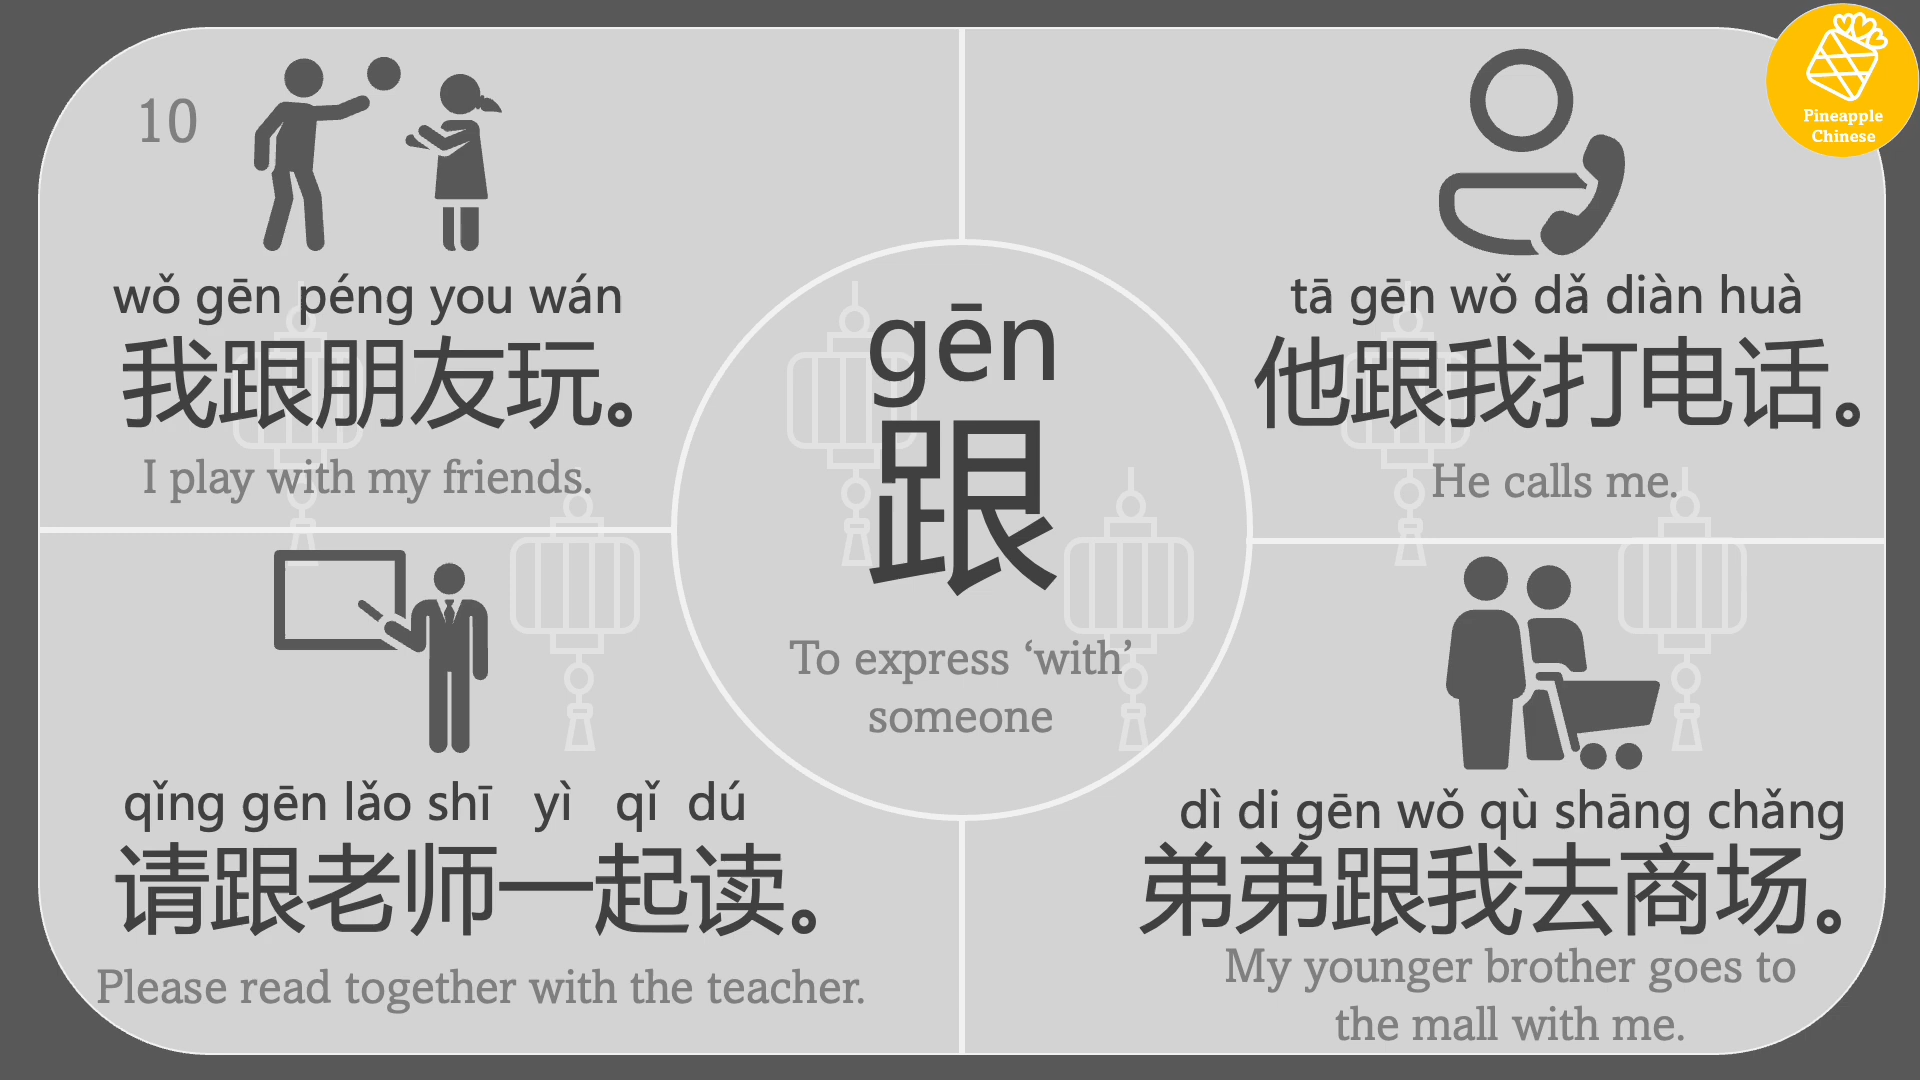 10
wǒ gēn péng you wán
我跟朋友玩。
I play with my friends.
tā gēn wǒ dǎ diàn huà
他跟我打电话。
He calls me.
Pineapple
Chinese
gēn
跟
To express ‘with’
someone
qǐng gēn lǎo shī yì qǐ dú
请跟老师一起读。
Please read together with the teacher.
dì di gēn wǒ qù shāng chǎng
弟弟跟我去商场。
My younger brother goes to
the mall with me.